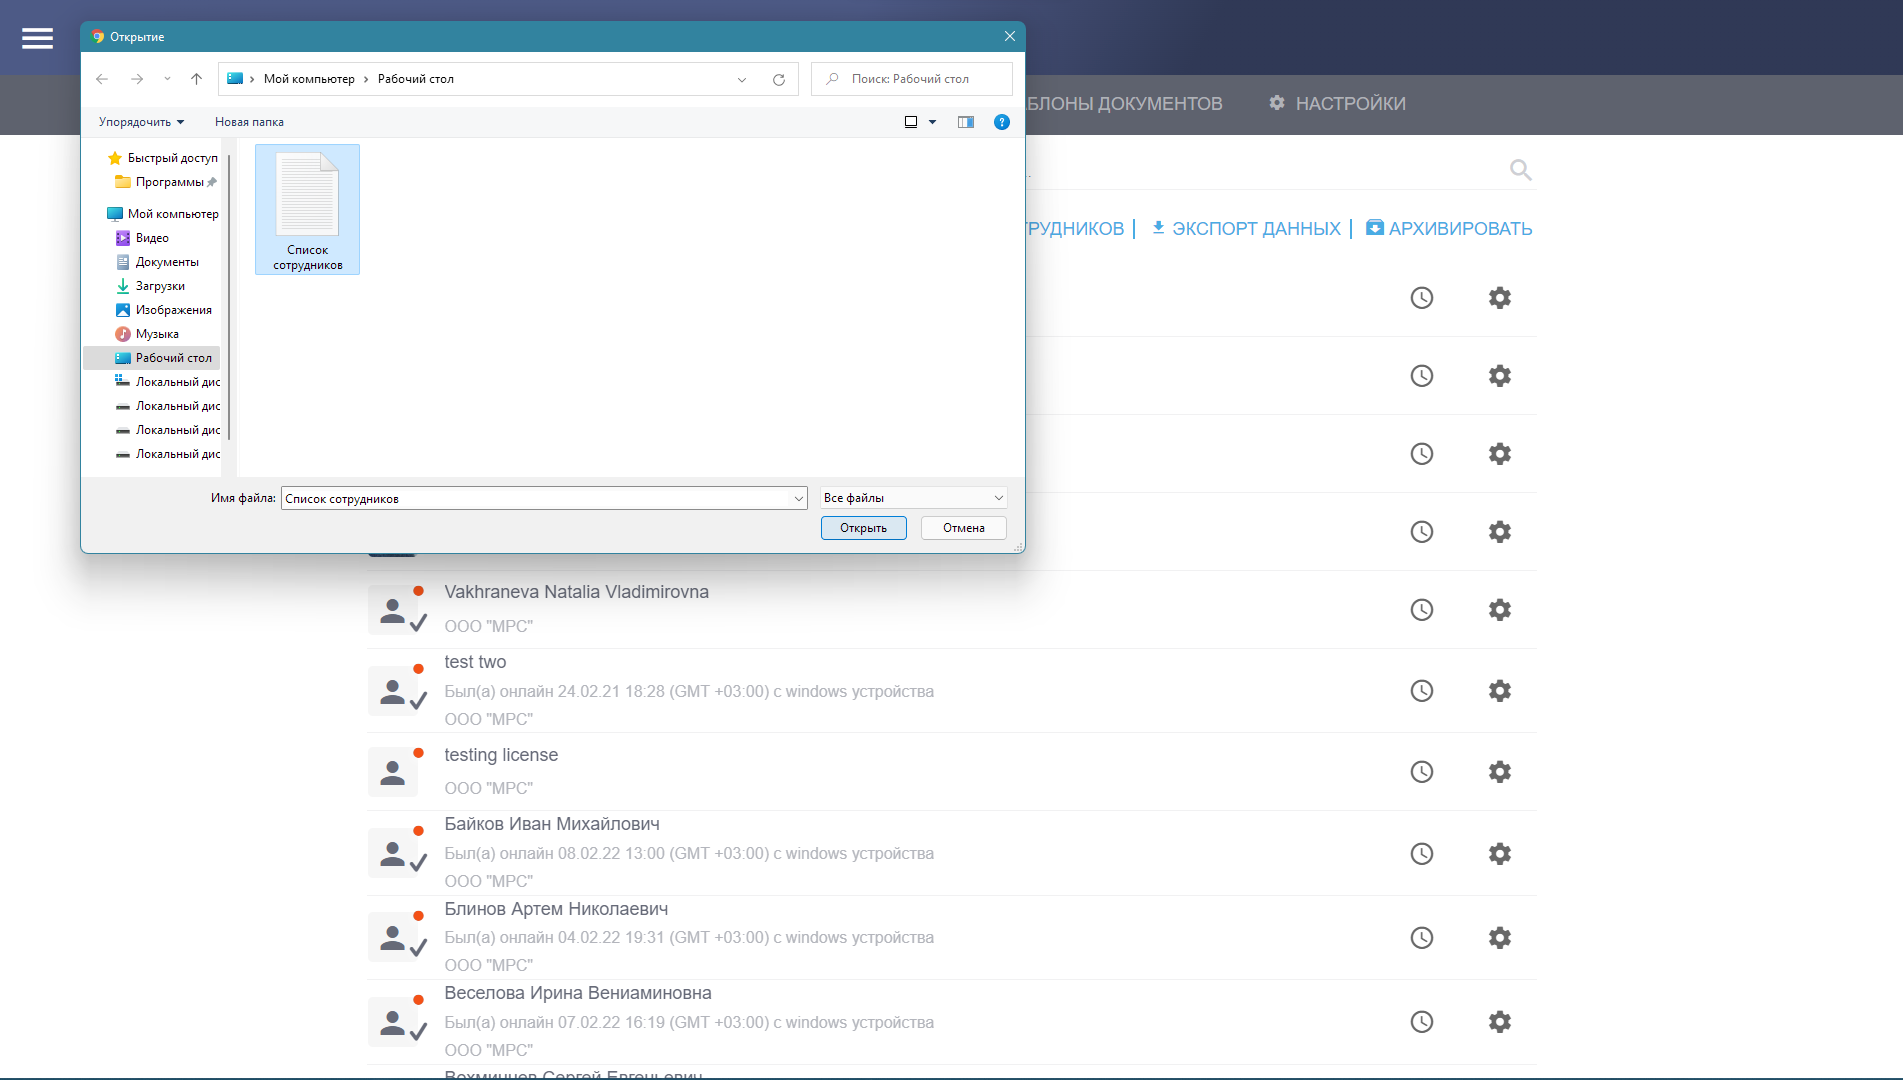 Открытие
Мой компьютер
Рабочий стол
Поиск: Рабочий стол
Упорядочить
Новая папка
Быстрый доступ
Программы
Мой компьютер
Видео
Документы
Загрузки
Изображения
Музыка
Рабочий стол
Локальный дис
Локальный дис
Локальный дис
Локальный дис
Список
сотрудников
Имя файла:
Список сотрудников
Все файлы
Открыть
Отмена
БЛОНЫ ДОКУМЕНТОВ
НАСТРОЙКИ
ТРУДНИКОВ
ЭКСПОРТ ДАННЫХ
АРХИВИРОВАТЬ
Vakhraneva Natalia Vladimirovna
ООО "МРС"
test two
Был(а) онлайн 24.02.21 18:28 (GMT +03:00) с windows устройства
ООО "МРС"
testing license
ООО "МРС"
Байков Иван Михайлович
Был(а) онлайн 08.02.22 13:00 (GMT +03:00) с windows устройства
ООО "МРС"
Блинов Артем Николаевич
Был(а) онлайн 04.02.22 19:31 (GMT +03:00) с windows устройства
ООО "МРС"
Веселова Ирина Вениаминовна
Был(а) онлайн 07.02.22 16:19 (GMT +03:00) с windows устройства
ООО "МРС"
Сергей Евгеньевич